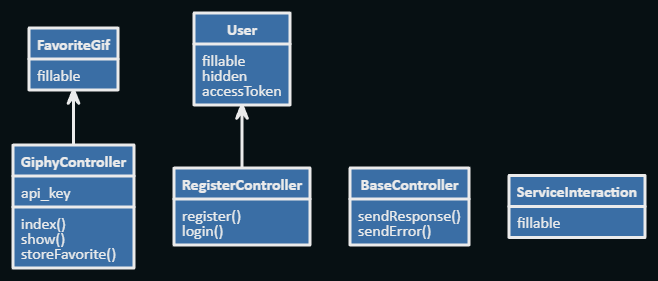 FavoriteGif
fillable
User
fillable
hidden
accessToken
GiphyController
api_key
index()
show()
storeFavorite()
RegisterController
register()
login()
BaseController
sendResponse()
sendError()
ServiceInteraction
fillable